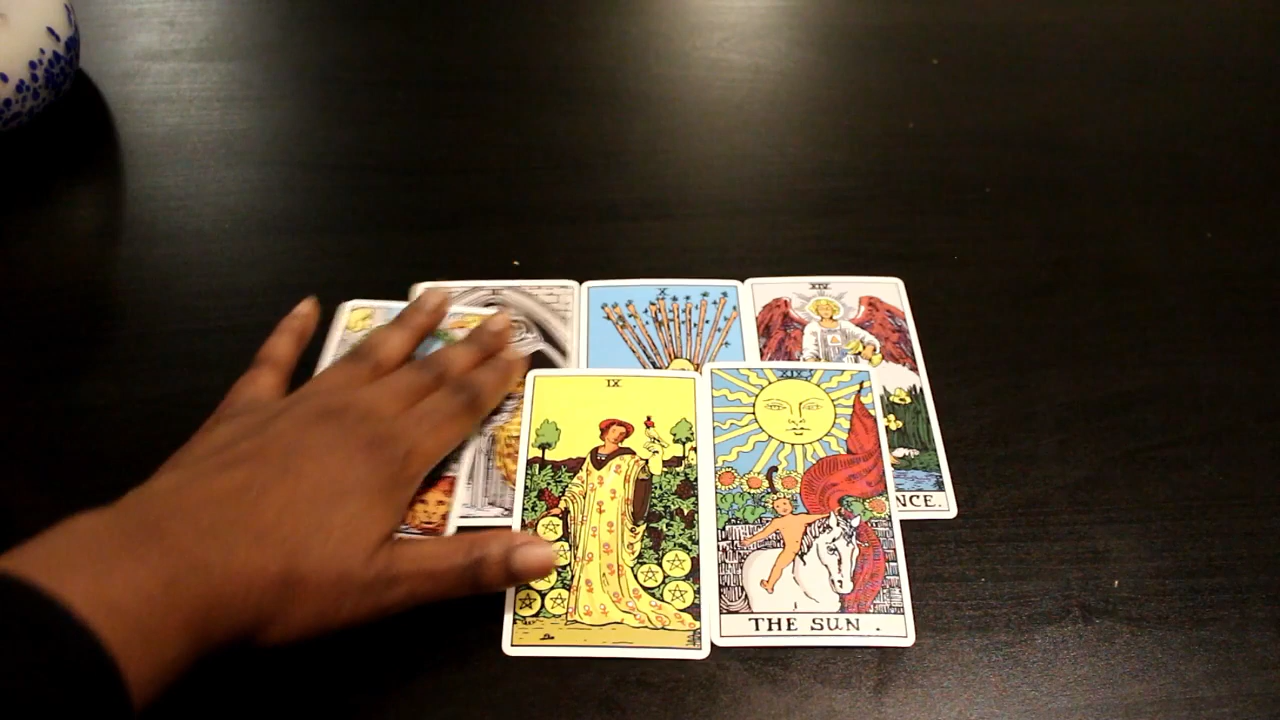 X
XIV
IX
XIX
NCE.
THE SUN .